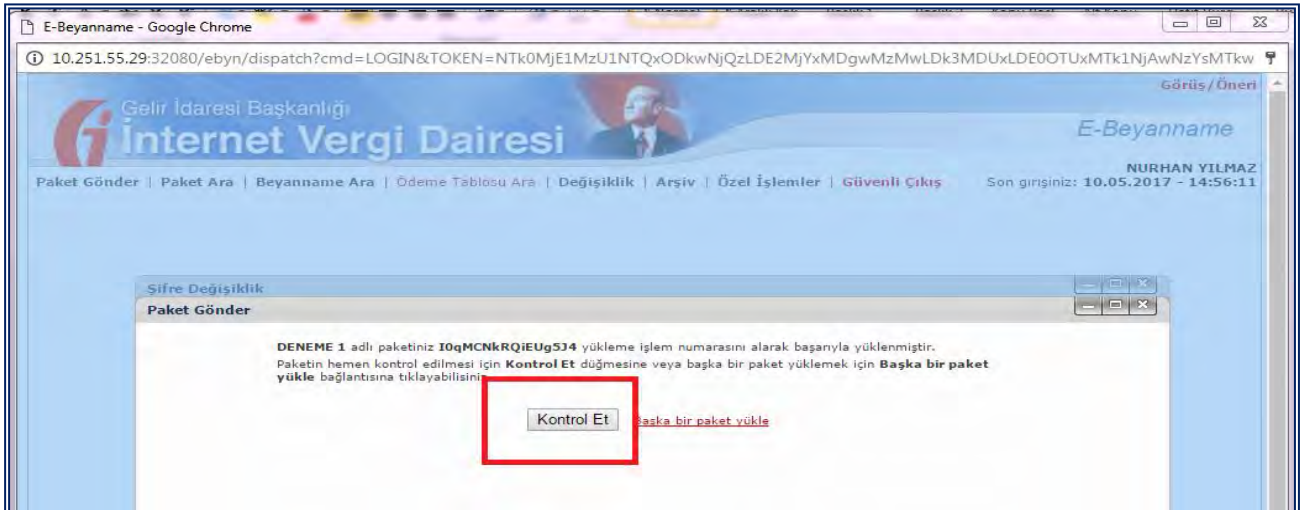 E-Beyanname - Google Chrome
10.251.55.29:32080/ebyn/dispatch?cmd=LOGIN&TOKEN=NTk0MjE1MzU1NTQxODkwNjQzLDE2MjYxMDgwMzMwLDk3MDUxLDE0OTUxMTk1NjAwNzYsMTkw
Görüş/Öneri
Gelir İdaresi Başkanlığı
İnternet Vergi Dairesi
E-Beyanname
NURHAN YILMAZ
Paket Gönder | Paket Ara | Beyanname Ara | Ödeme Tablosu Ara | Değişiklik | Arşiv | Özel İşlemler | Güvenli Çıkış Son girişiniz: 10.05.2017 - 14:56:11
Şifre Değişiklik
Paket Gönder
DENEME 1 adlı paketiniz I0qMCNkRQiEUg5J4 yükleme işlem numarasını alarak başarıyla yüklenmiştir.
Paketin hemen kontrol edilmesi için Kontrol Et düğmesine veya başka bir paket yüklemek için Başka bir paket
yükle bağlantısına tıklayabilisiniz
Kontrol Et Başka bir paket yükle